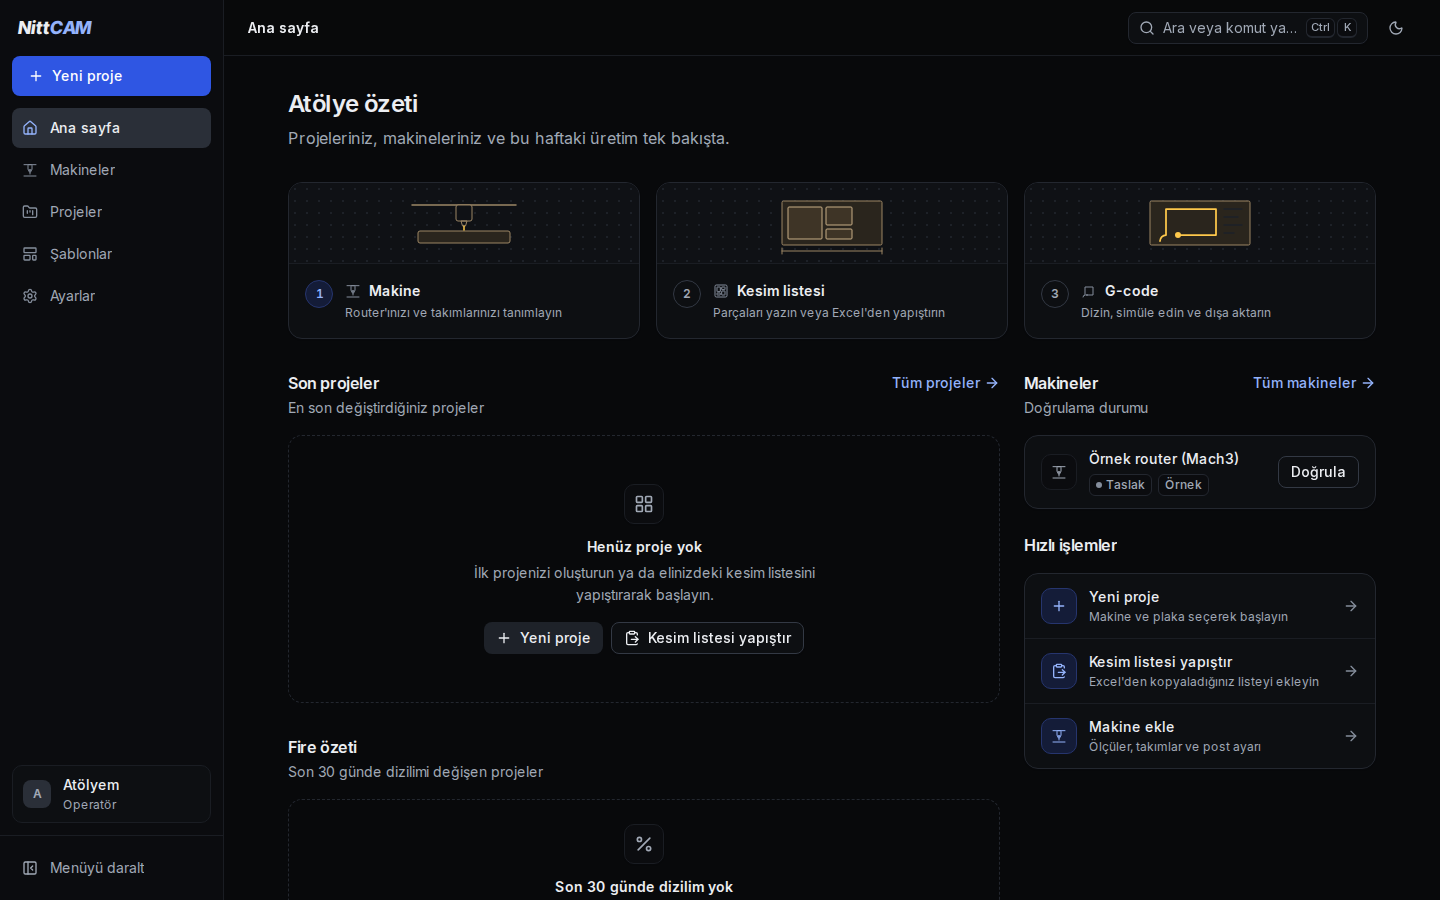 NittCAM
Yeni proje
Ana sayfa
Makineler
Projeler
Şablonlar
Ayarlar
A
Atölyem
Operatör
Menüyü daralt
Ana sayfa
Ara veya komut ya...
Ctrl
K
Atölye özeti
Projeleriniz, makineleriniz ve bu haftaki üretim tek bakışta.
1
Makine
Router'ınızı ve takımlarınızı tanımlayın
2
Kesim listesi
Parçaları yazın veya Excel'den yapıştırın
3
G-code
Dizin, simüle edin ve dışa aktarın
Son projeler
Tüm projeler
En son değiştirdiğiniz projeler
Henüz proje yok
İlk projenizi oluşturun ya da elinizdeki kesim listesini
yapıştırarak başlayın.
Yeni proje
Kesim listesi yapıştır
Fire özeti
Son 30 günde dizilimi değişen projeler
Son 30 günde dizilim yok
Makineler
Tüm makineler
Doğrulama durumu
Örnek router (Mach3)
Taslak
Örnek
Doğrula
Hızlı işlemler
Yeni proje
Makine ve plaka seçerek başlayın
Kesim listesi yapıştır
Excel'den kopyaladığınız listeyi ekleyin
Makine ekle
Ölçüler, takımlar ve post ayarı